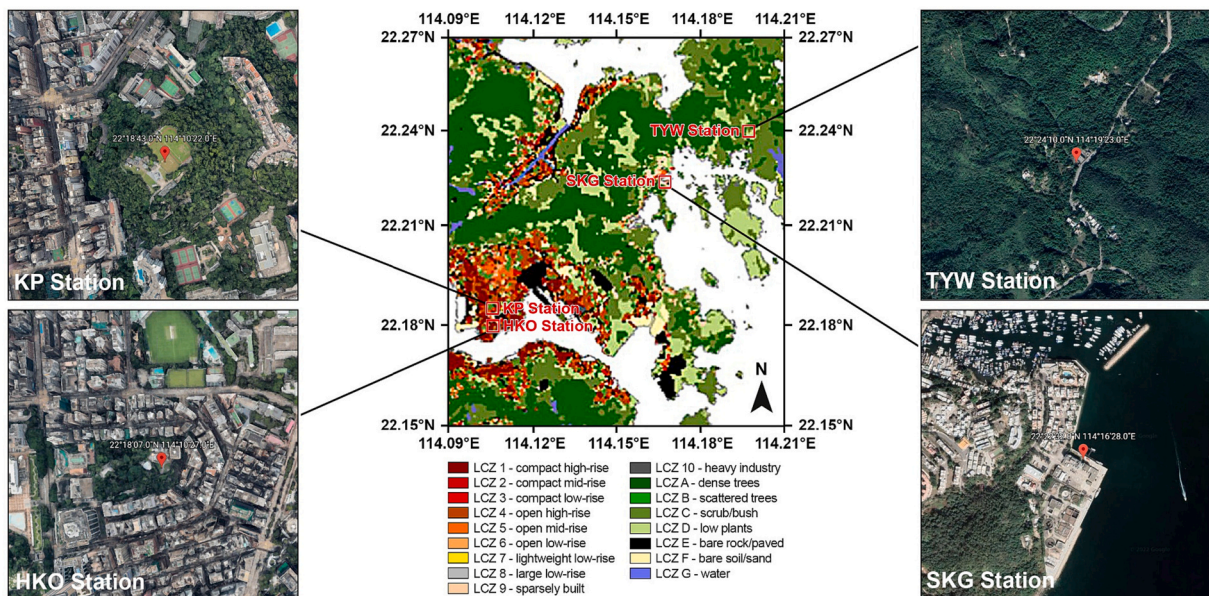 22°18'43.0"N 114°10'22.0"E
KP Station
22°18'07.0"N 114°10'27.0"E
HKO Station
114.09°E 114.12°E 114.15°E 114.18°E 114.21°E
22.27°N 22.27°N
22.24°N 22.24°N
22.21°N 22.21°N
22.18°N 22.18°N
22.15°N 22.15°N
114.09°E 114.12°E 114.15°E 114.18°E 114.21°E
TYW Station
SKG Station
KP Station
HKO Station
N
LCZ 1 - compact high-rise
LCZ 2 - compact mid-rise
LCZ 3 - compact low-rise
LCZ 4 - open high-rise
LCZ 5 - open mid-rise
LCZ 6 - open low-rise
LCZ 7 - lightweight low-rise
LCZ 8 - large low-rise
LCZ 9 - sparsely built
LCZ 10 - heavy industry
LCZ A - dense trees
LCZ B - scattered trees
LCZ C - scrub/bush
LCZ D - low plants
LCZ E - bare rock/paved
LCZ F - bare soil/sand
LCZ G - water
22°24'10.0"N 114°19'23.0"E
TYW Station
114°16'28.0"E
SKG Station